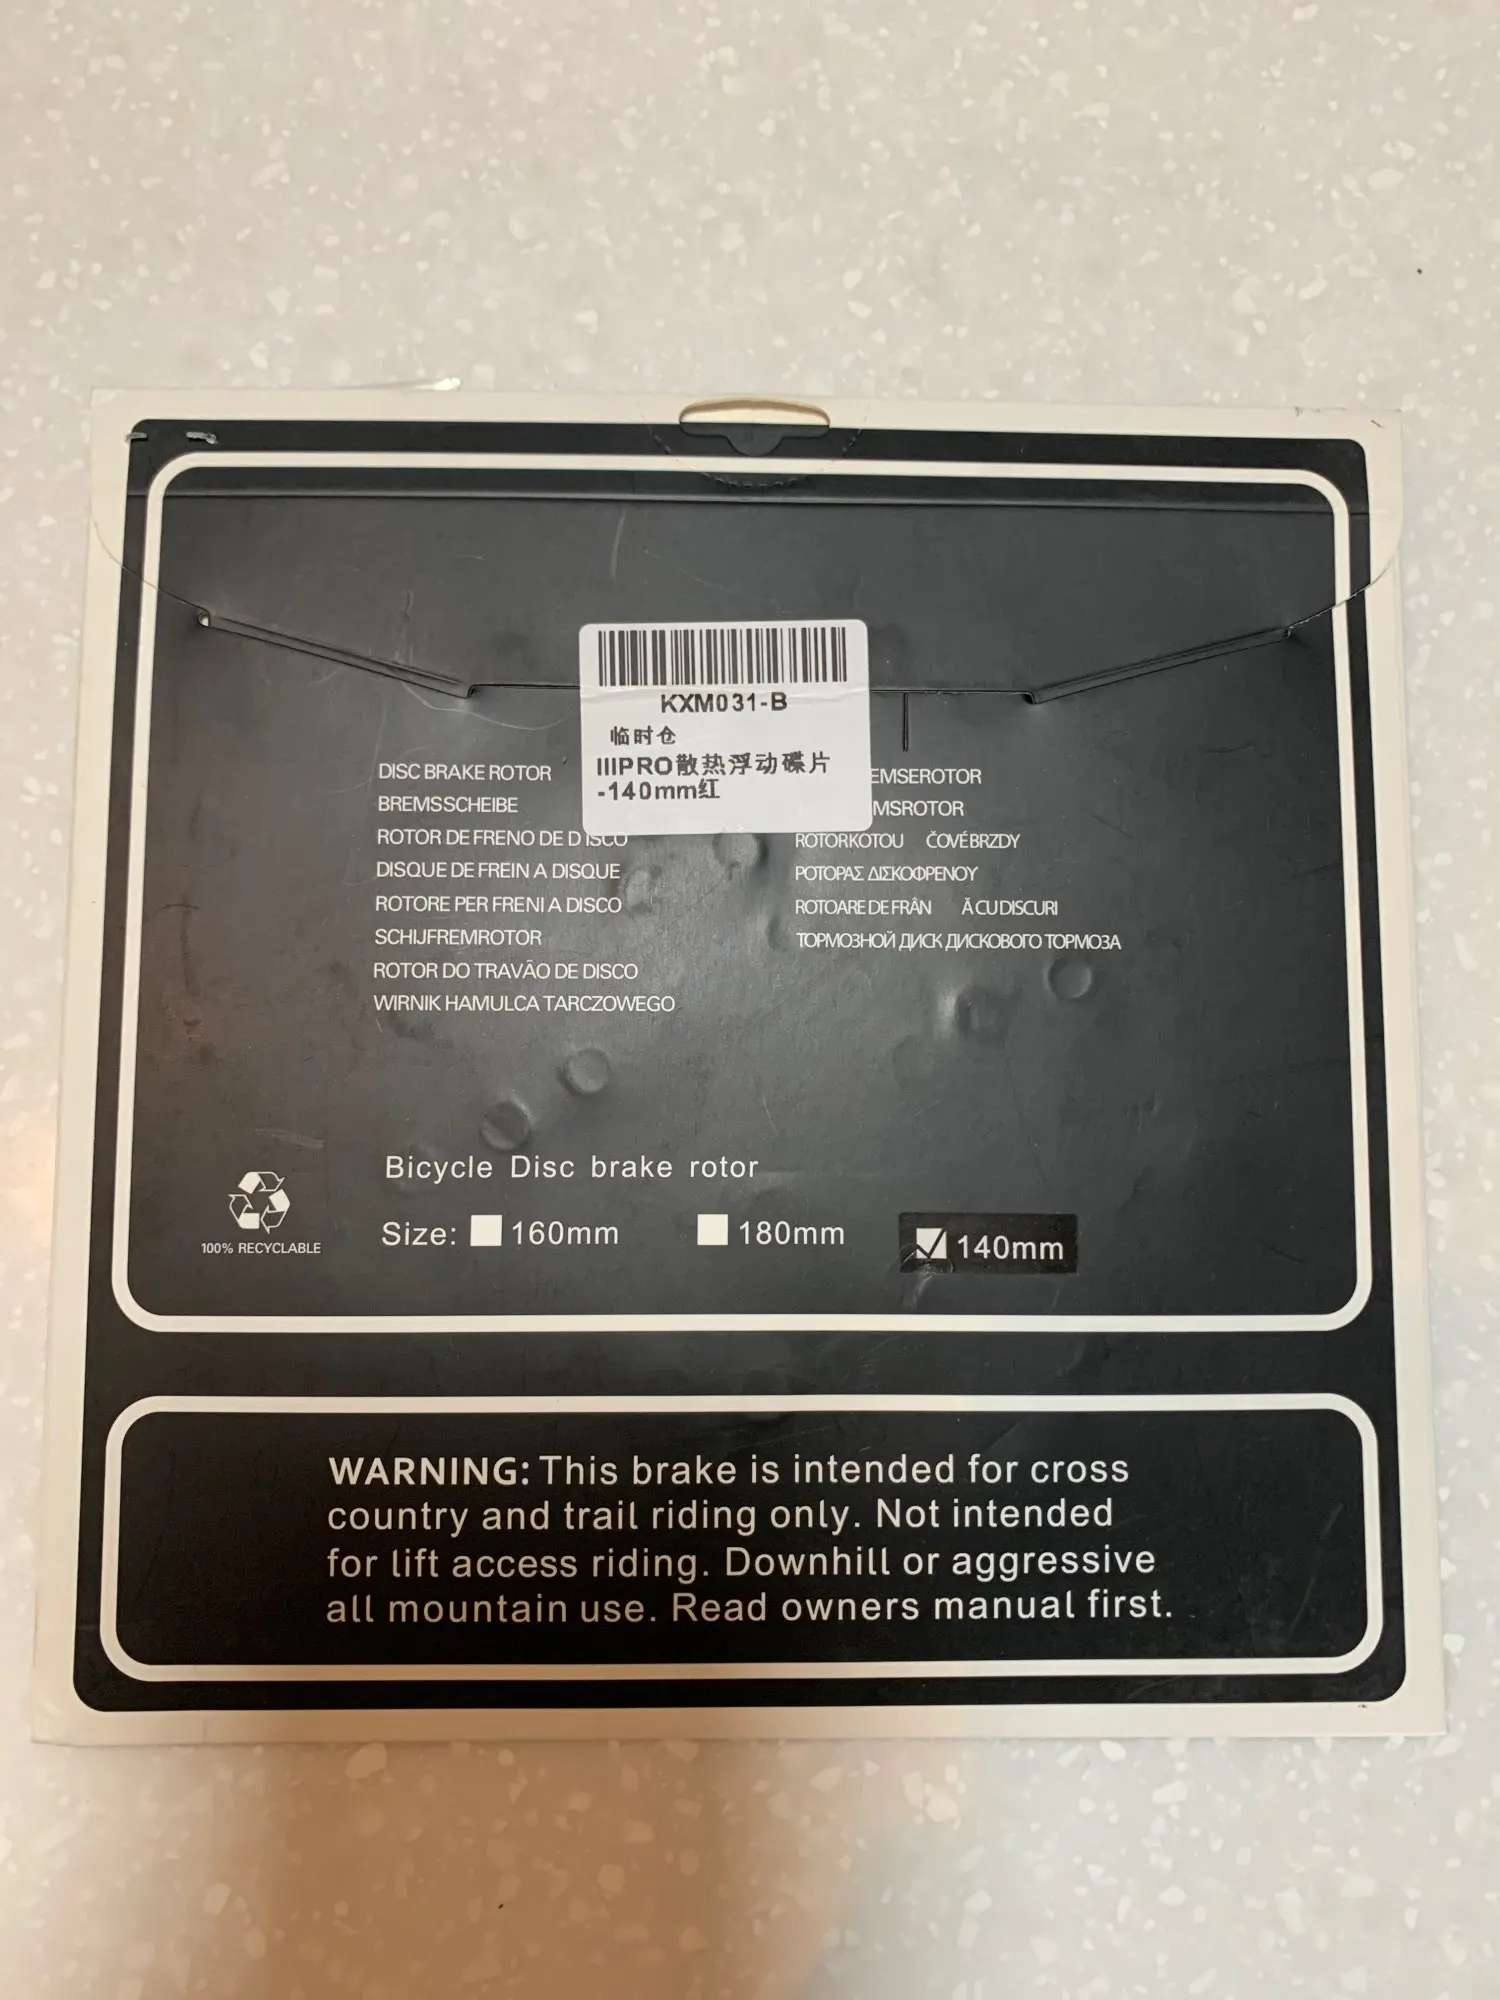 KXM031-B
临时仓
IIIPRO散热浮动碟片
-140mm红
DISC BRAKE ROTOR
BREMSSCHEIBE
ROTOR DE FRENO DE DISCO
DISQUE DE FREIN A DISQUE
ROTORE PER FRENI A DISCO
SCHIJFREMROTOR
ROTOR DO TRAVÃO DE DISCO
WIRNIK HAMULCA TARCZOWEGO
EMSEROTOR
MSROTOR
ROTORKOTOU ČOVÉBRZDY
ΡΟΤΟΡΑΣ ΔΙΣΚΟΦΡΕΝΟΥ
ROTOARE DE FRÂN Ă CU DISCURI
ТОРМОЗНОЙ ДИСК ДИСКОВОГО ТОРМОЗА
Bicycle Disc brake rotor
Size: 160mm 180mm 140mm
100% RECYCLABLE
WARNING: This brake is intended for cross
country and trail riding only. Not intended
for lift access riding. Downhill or aggressive
all mountain use. Read owners manual first.